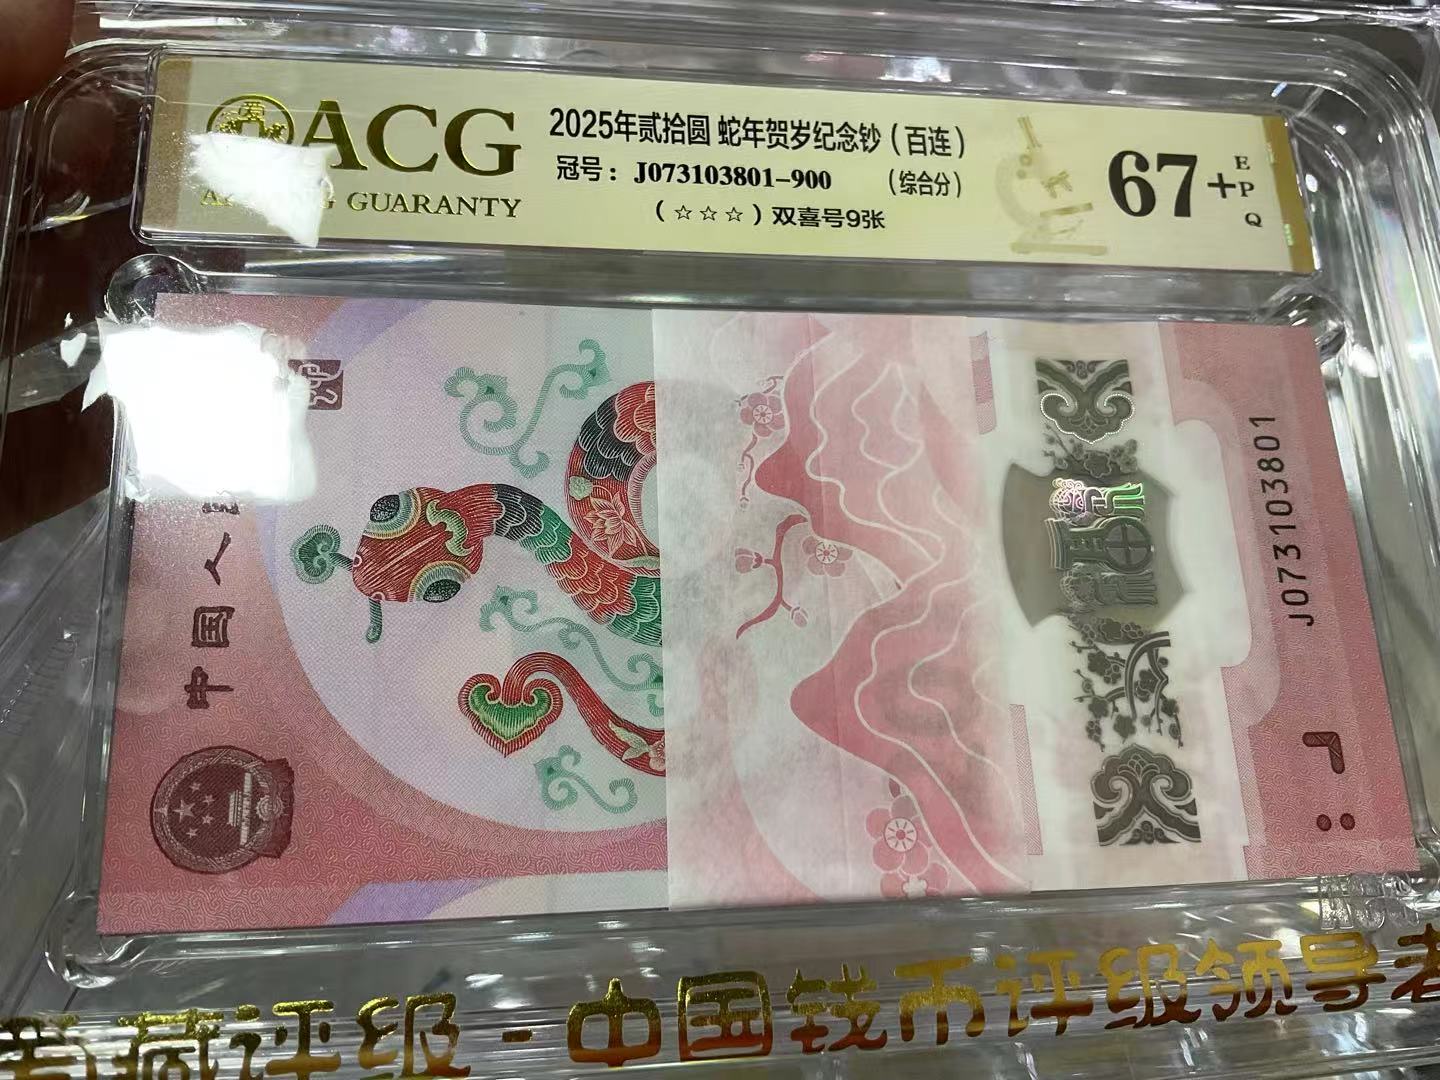 ACG
GUARANTY
2025年贰拾圆 蛇年贺岁纪念钞（百连）
冠号：J073103801-900 （综合分）
（☆☆☆）双喜号9张
67+
E
P
Q
中国人
J073103801
藏评级 - 中国钱币评级领导者